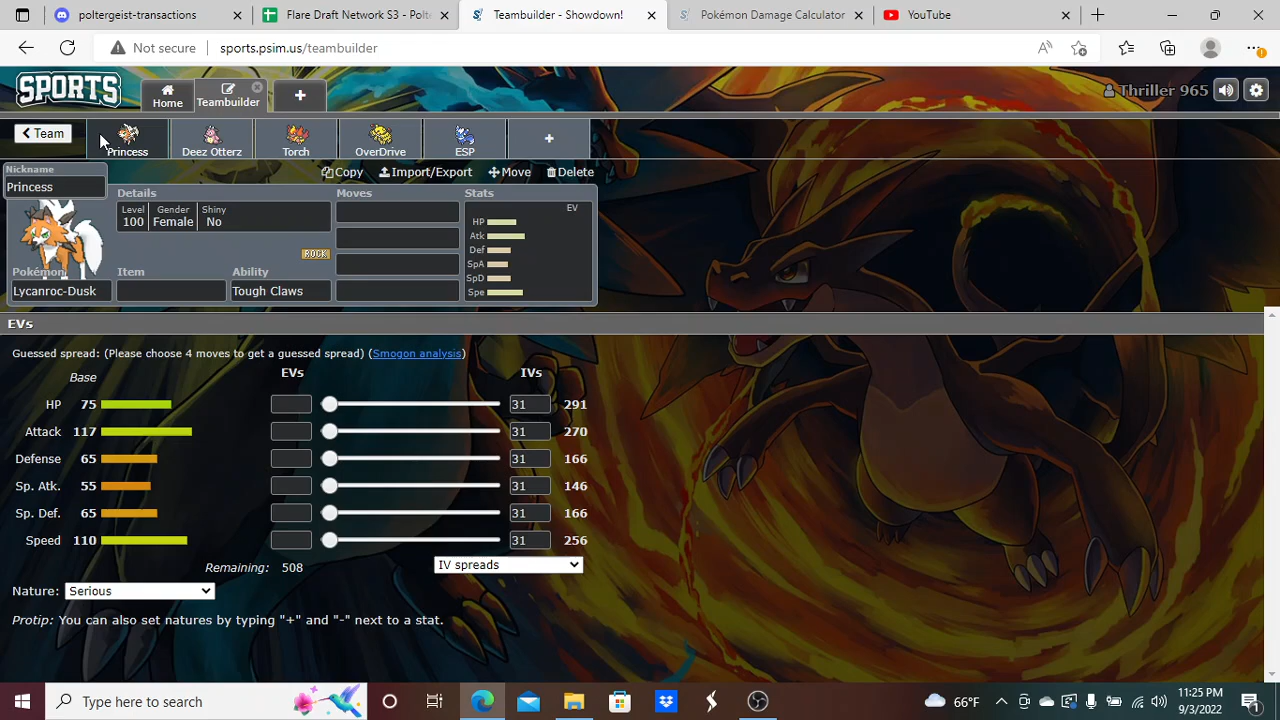 poltergeist-transactions
Flare Draft Network S3 - Polte
Teambuilder - Showdown!
Pokémon Damage Calculator
YouTube
Not secure
sports.psim.us/teambuilder
SPORTS
Home
Teambuilder
Thriller 965
Team
Princess
Deez Otterz
Torch
OverDrive
ESP
+
Copy
Import/Export
Move
Delete
Nickname
Princess
Details
Level
100
Gender
Female
Shiny
No
ROCK
Pokémon
Lycanroc-Dusk
Item
Ability
Tough Claws
Moves
Stats
EV
HP
Atk
Def
SpA
SpD
Spe
EVs
Guessed spread: (Please choose 4 moves to get a guessed spread) (Smogon analysis)
Base EVs IVs
HP 75 31 291
Attack 117 31 270
Defense 65 31 166
Sp. Atk. 55 31 146
Sp. Def. 65 31 166
Speed 110 31 256
Remaining: 508
IV spreads
Nature: Serious
Protip: You can also set natures by typing "+" and "-" next to a stat.
Type here to search
66°F
11:25 PM
9/3/2022
1